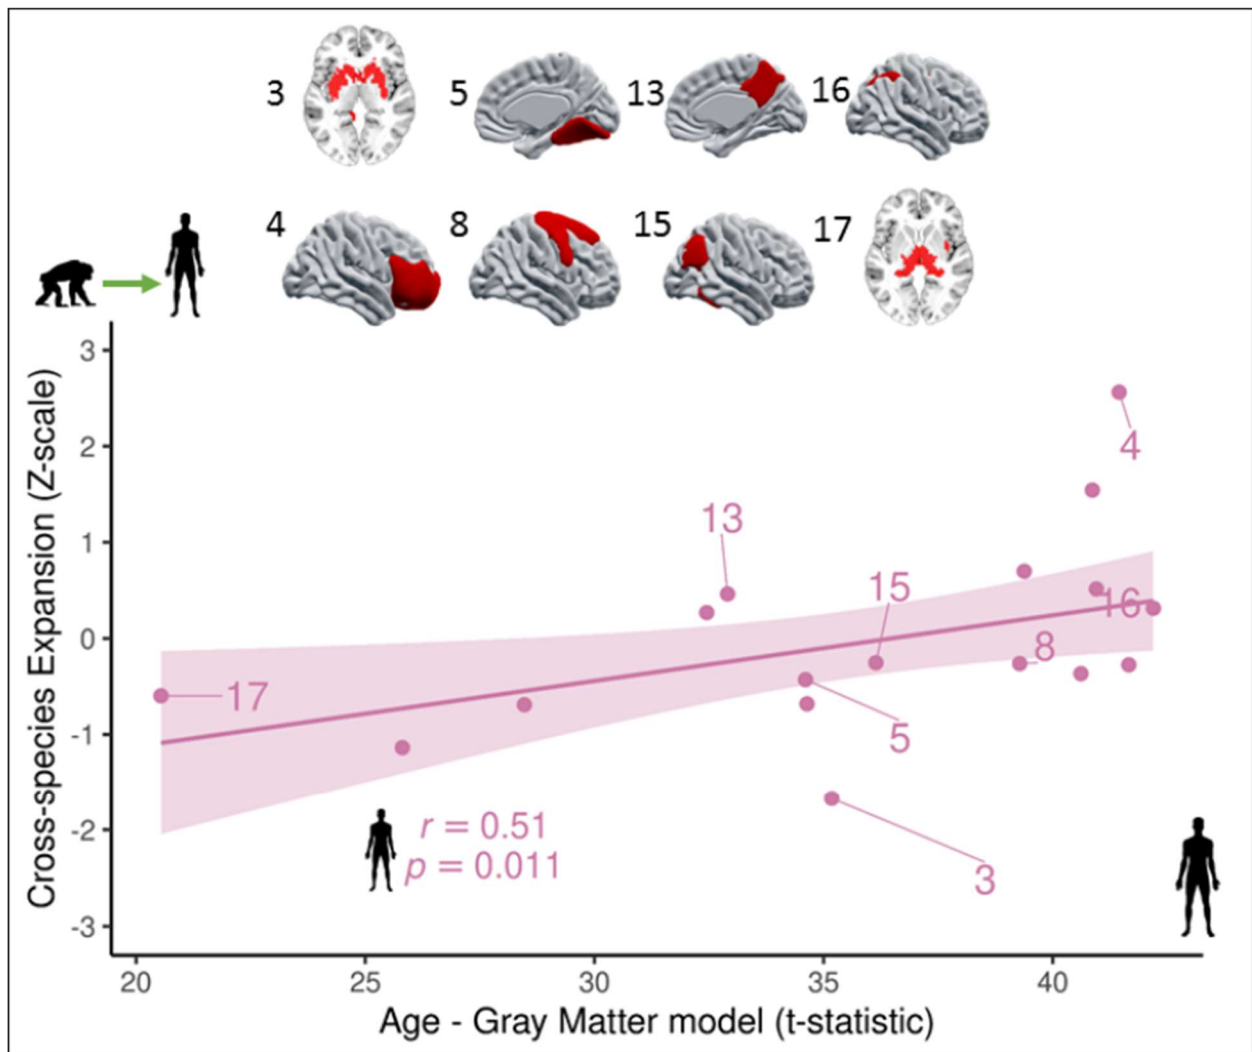 3 5 13 16
4 8 15 17
Cross-species Expansion (Z-scale)
3
2
1
0
-1
-2
-3
4
13
15
16
8
17
5
3
r = 0.51
p = 0.011
20 25 30 35 40
Age - Gray Matter model (t-statistic)